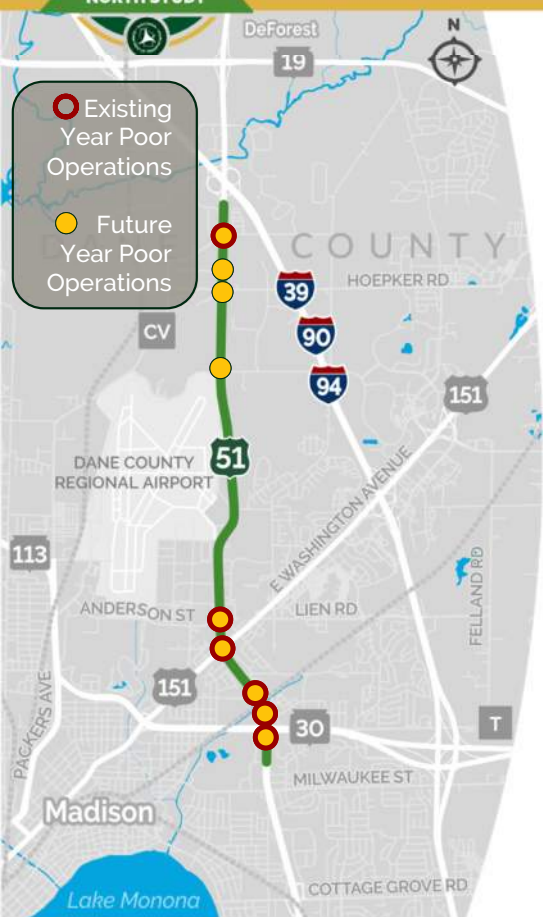 NORTH STUDY
DeForest
N
19
Existing
Year Poor
Operations
Future
Year Poor
Operations
COUNTY
HOEPKER RD
39
CV
90
94
151
51
DANE COUNTY
REGIONAL AIRPORT
E WASHINGTON AVENUE
113
FELLAND RD
ANDERSON ST
LIEN RD
151
PACKERS AVE
30
T
MILWAUKEE ST
Madison
COTTAGE GROVE RD
Lake Monona